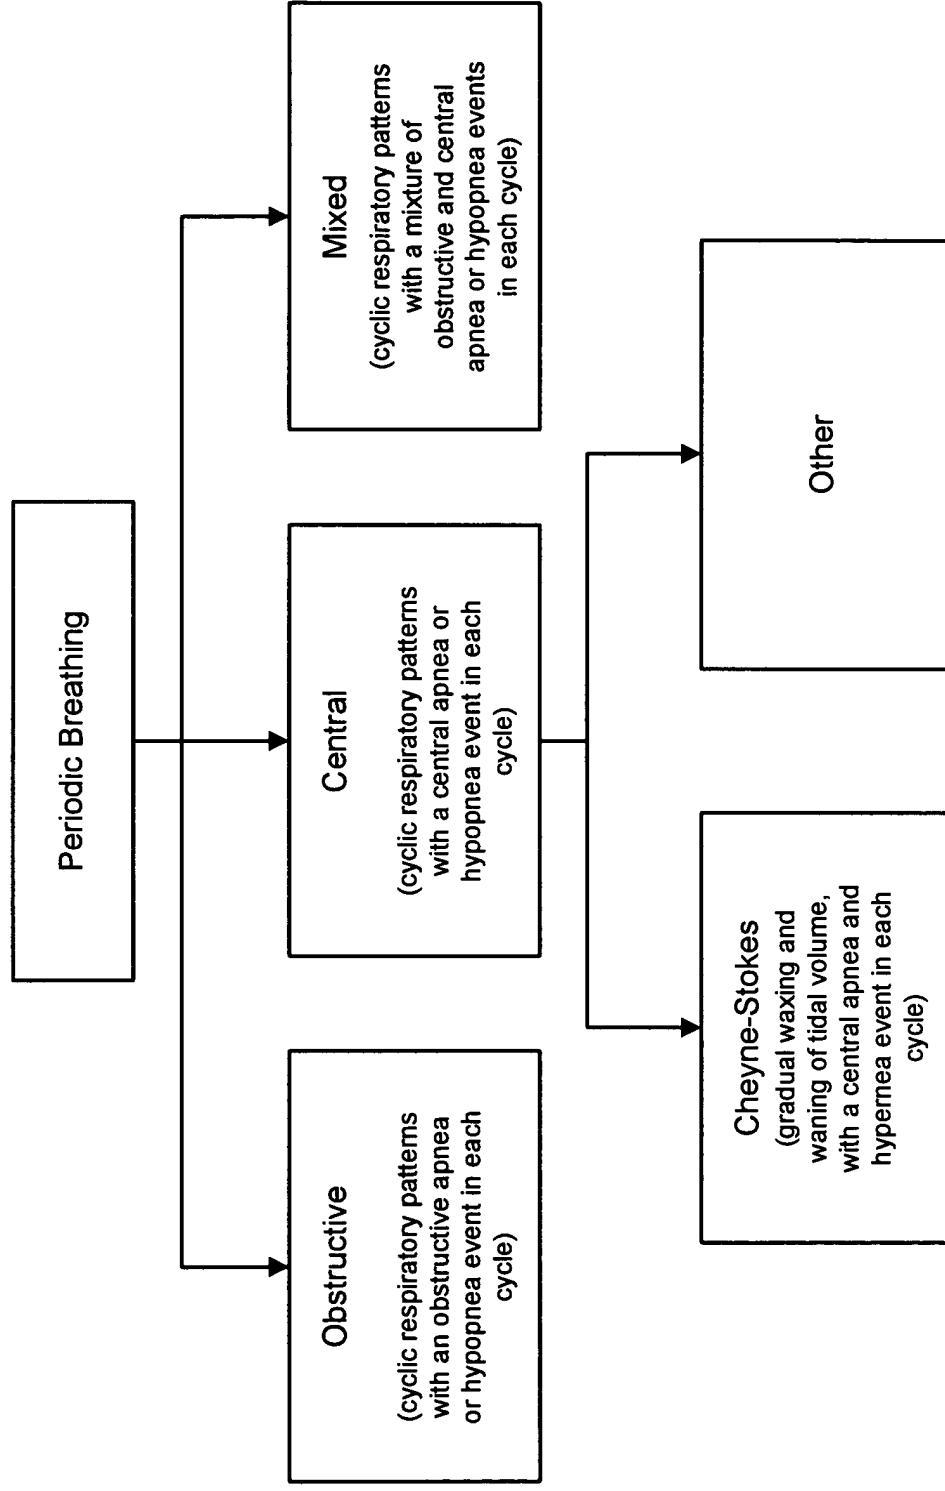 Periodic Breathing
Obstructive
(cyclic respiratory patterns
with an obstructive apnea
or hypopnea event in each
cycle)
Central
(cyclic respiratory patterns
with a central apnea or
hypopnea event in each
cycle)
Mixed
(cyclic respiratory patterns
with a mixture of
obstructive and central
apnea or hypopnea events
in each cycle)
Cheyne-Stokes
(gradual waxing and
waning of tidal volume,
with a central apnea and
hypernea event in each
cycle)
Other